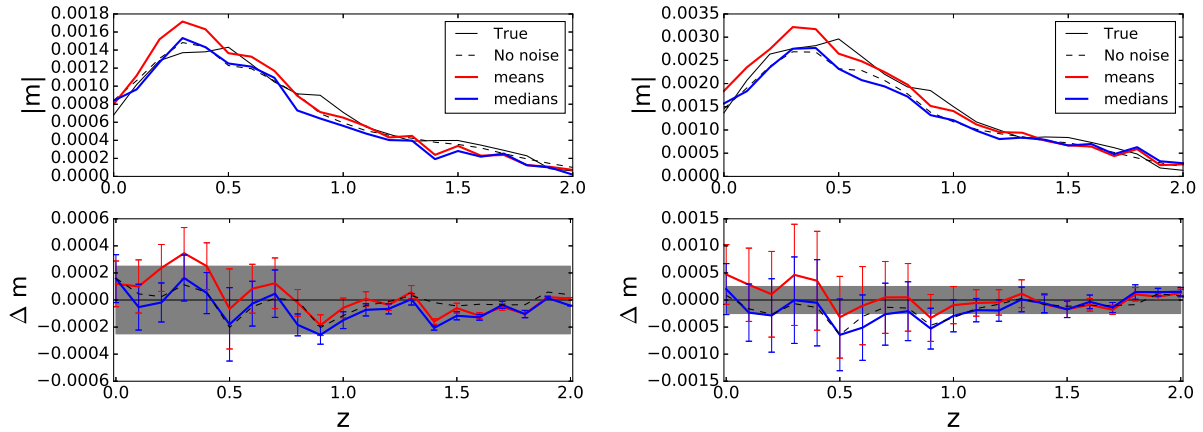 0.0018
0.0016
0.0014
0.0012
0.0010
0.0008
0.0006
0.0004
0.0002
0.0000
|m|
True
No noise
means
medians
0.0 0.5 1.0 1.5 2.0
0.0035
0.0030
0.0025
0.0020
0.0015
0.0010
0.0005
0.0000
|m|
True
No noise
means
medians
0.0 0.5 1.0 1.5 2.0
0.0006
0.0004
0.0002
0.0000
−0.0002
−0.0004
−0.0006
Δ m
0.0 0.5 1.0 1.5 2.0
z
0.0015
0.0010
0.0005
0.0000
−0.0005
−0.0010
−0.0015
Δ m
0.0 0.5 1.0 1.5 2.0
z